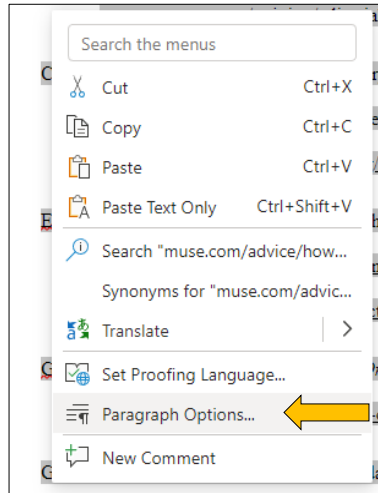 Search the menus
Cut Ctrl+X
Copy Ctrl+C
Paste Ctrl+V
Paste Text Only Ctrl+Shift+V
Search "muse.com/advice/how...
Synonyms for "muse.com/advic...
Translate
Set Proofing Language...
Paragraph Options...
New Comment